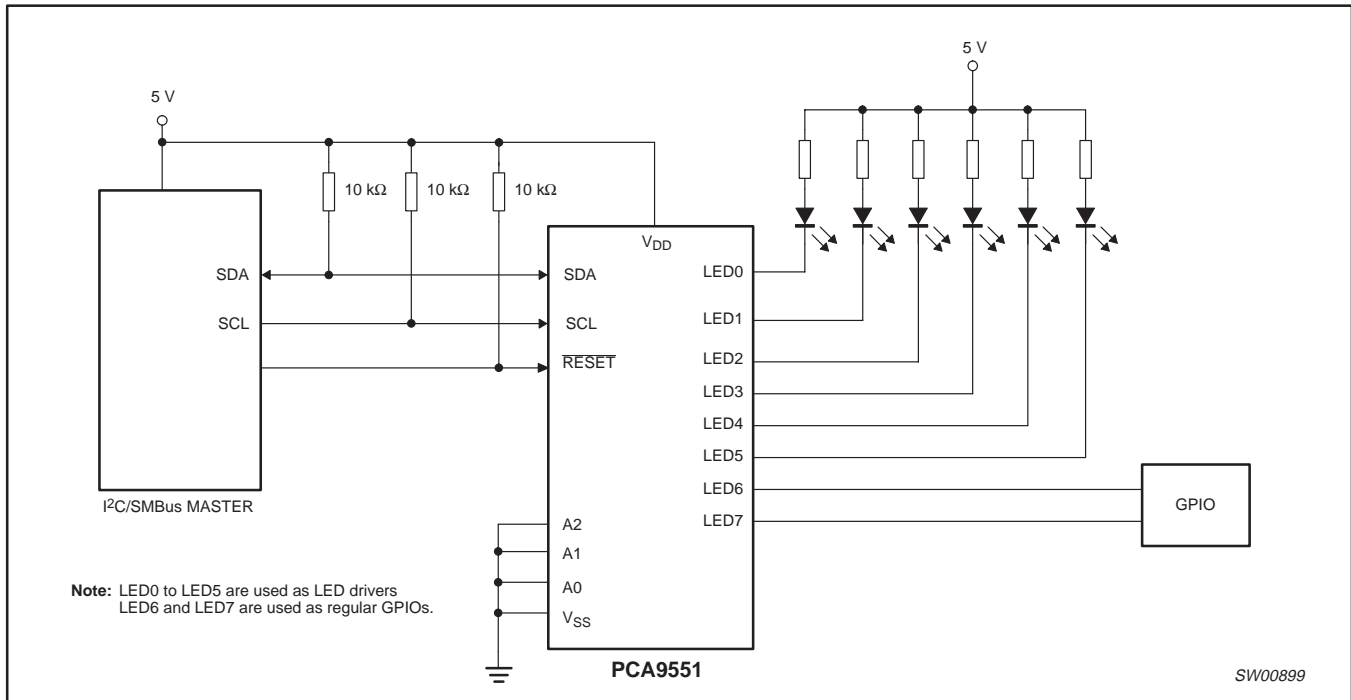 5 V
5 V
10 kΩ
10 kΩ
10 kΩ
VDD
SDA
SDA
LED0
SCL
SCL
LED1
RESET
LED2
LED3
LED4
LED5
LED6
LED7
GPIO
I2C/SMBus MASTER
A2
A1
A0
VSS
Note: LED0 to LED5 are used as LED drivers
LED6 and LED7 are used as regular GPIOs.
PCA9551
SW00899